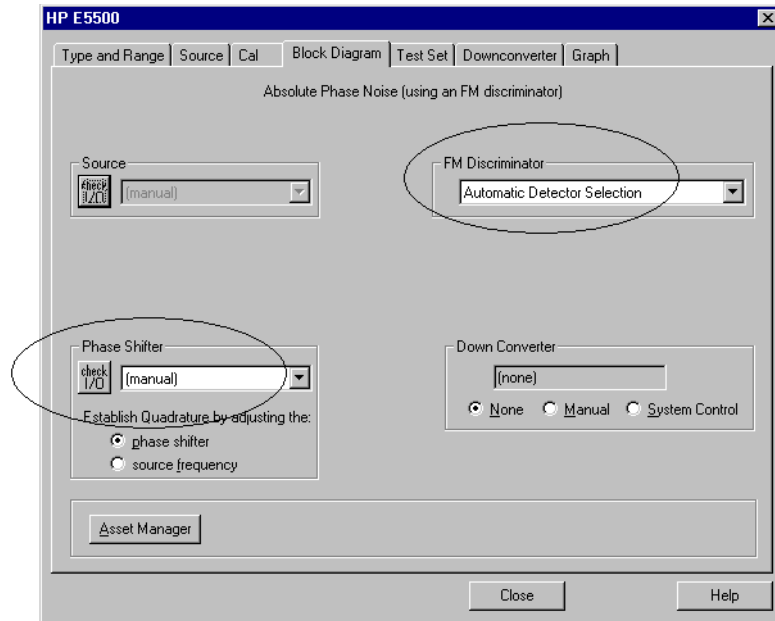 HP E5500
Type and Range Source Cal Block Diagram Test Set Downconverter Graph
Absolute Phase Noise (using an FM discriminator)
Source
check I/O
(manual)
FM Discriminator
Automatic Detector Selection
Phase Shifter
check I/O
(manual)
Establish Quadrature by adjusting the:
phase shifter
source frequency
Down Converter
(none)
None Manual System Control
Asset Manager
Close Help